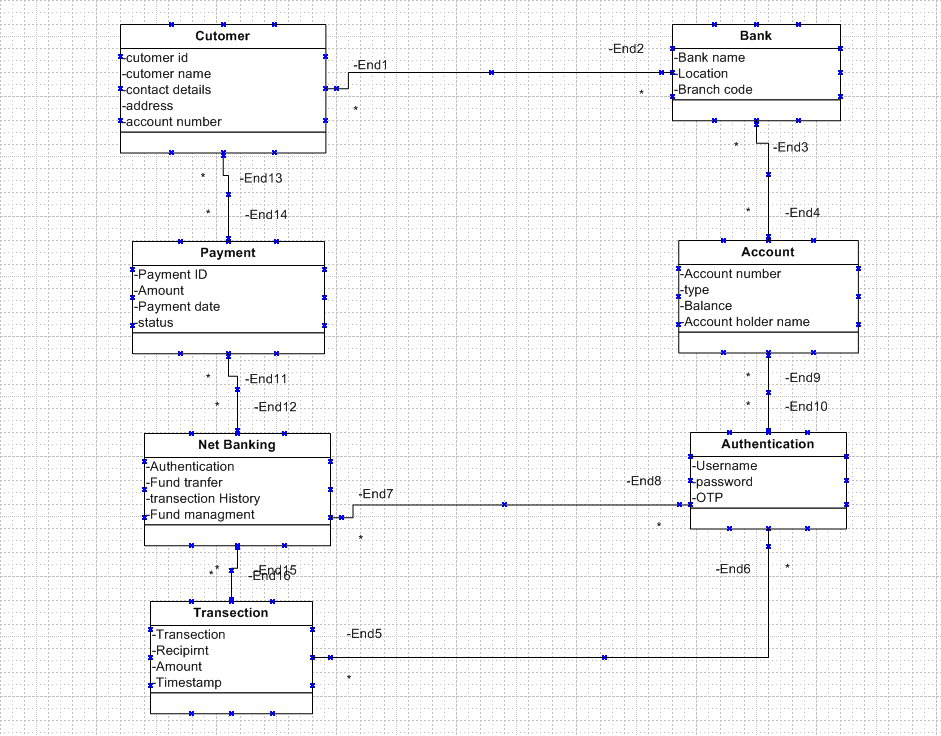 Cutomer
-cutomer id
-cutomer name
-contact details
-address
-account number
-End1
*
-End2
*
Bank
-Bank name
-Location
-Branch code
*
-End3
*
-End4
*
-End13
*
-End14
Payment
-Payment ID
-Amount
-Payment date
-status
Account
-Account number
-type
-Balance
-Account holder name
*
-End11
*
-End12
*
-End9
*
-End10
Net Banking
-Authentication
-Fund tranfer
-transection History
-Fund managment
-End7
*
-End8
*
Authentication
-Username
-password
-OTP
*
-End15
*
-End16
-End6
*
Transection
-Transection
-Recipirnt
-Amount
-Timestamp
-End5
*